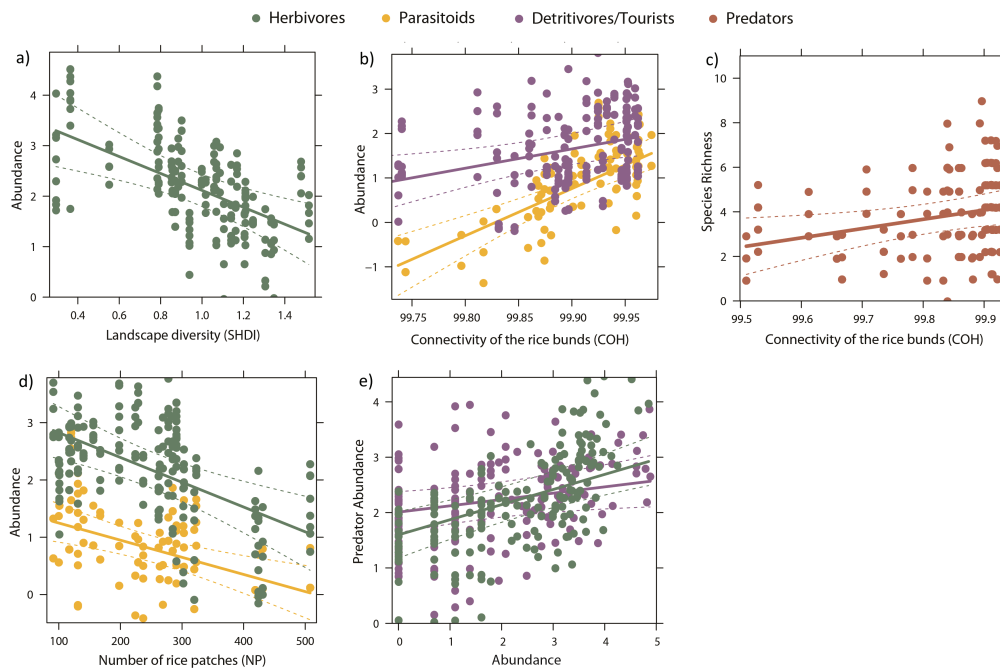 Herbivores Parasitoids Detritivores/Tourists Predators
a)
4
3
2
1
0
Abundance
0.4 0.6 0.8 1.0 1.2 1.4
Landscape diversity (SHDI)
b)
3
2
1
0
−1
Abundance
99.75 99.80 99.85 99.90 99.95
Connectivity of the rice bunds (COH)
c)
10
8
6
4
2
0
Species Richness
99.5 99.6 99.7 99.8 99.9
Connectivity of the rice bunds (COH)
d)
3
2
1
0
Abundance
100 200 300 400 500
Number of rice patches (NP)
e)
4
3
2
1
0
Predator Abundance
0 1 2 3 4 5
Abundance